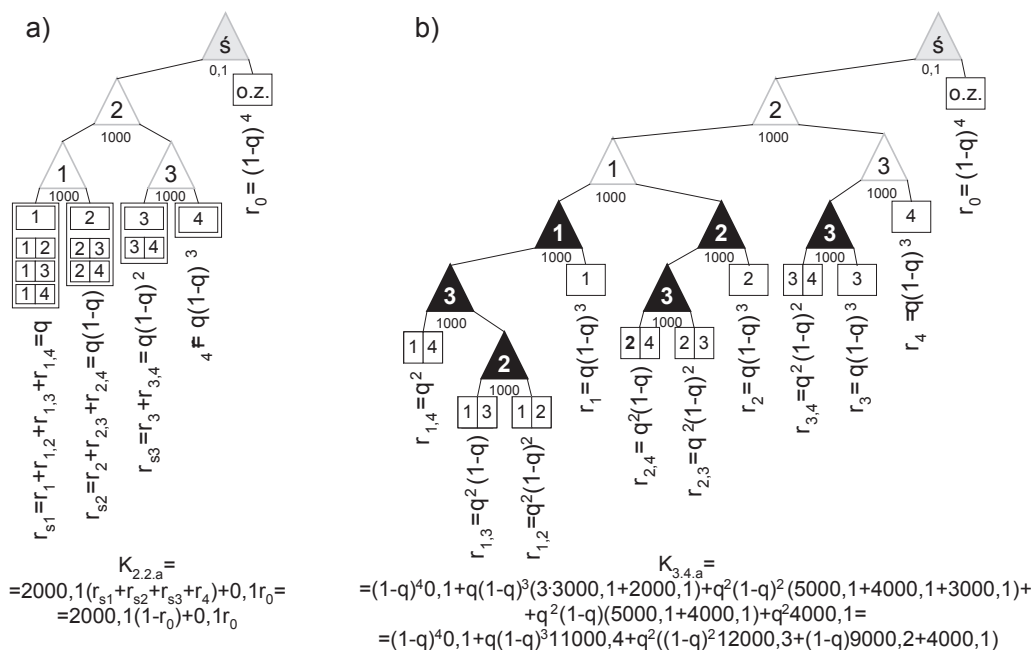 a)
ś
0,1
o.z.
r₀ = (1-q)⁴
2
1000
1
1000
3
1000
1
1 2
1 3
1 4
2
2 3
2 4
3
3 4
4
rₛ₁=r₁+r₁,₂+r₁,₃+r₁,₄=q
rₛ₂=r₂+r₂,₃+r₂,₄=q(1-q)
rₛ₃=r₃+r₃,₄=q(1-q)²
r₄= q(1-q)³
K₂.₂.ₐ=
=2000,1(rₛ₁+rₛ₂+rₛ₃+r₄)+0,1r₀=
=2000,1(1-r₀)+0,1r₀
b)
ś
0,1
o.z.
r₀ = (1-q)⁴
2
1000
1
1000
3
1000
4
r₄ =q(1-q)³
1
1000
2
1000
3
1000
3
1000
1
r₁=q(1-q)³
3
1000
2
r₂=q(1-q)³
3 4
r₃,₄=q²(1-q)²
3
r₃=q(1-q)³
1 4
r₁,₄=q²
2
1000
2 4
r₂,₄=q²(1-q)
2 3
r₂,₃=q²(1-q)²
1 3
r₁,₃=q²(1-q)
1 2
r₁,₂=q²(1-q)²
K₃.₄.ₐ=
=(1-q)⁴0,1+q(1-q)³(3·3000,1+2000,1)+q²(1-q)²(5000,1+4000,1+3000,1)+
+q²(1-q)(5000,1+4000,1)+q²4000,1=
=(1-q)⁴0,1+q(1-q)³11000,4+q²((1-q)²12000,3+(1-q)9000,2+4000,1)